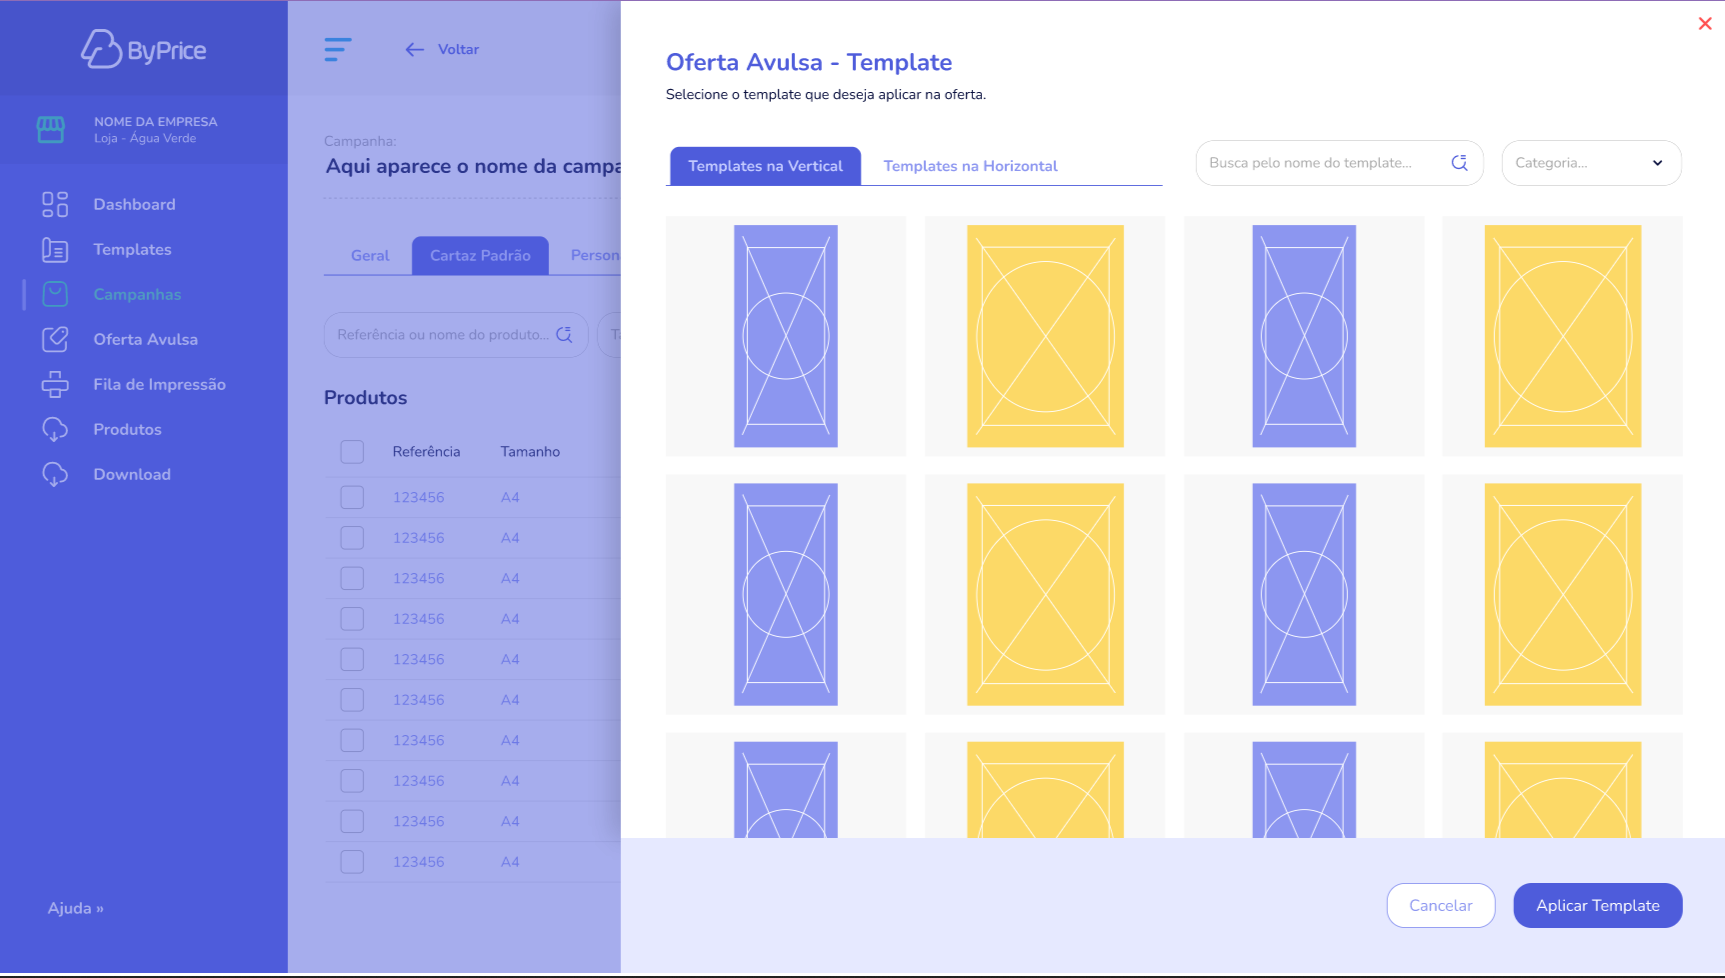 ByPrice
NOME DA EMPRESA
Loja - Água Verde
Dashboard
Templates
Campanhas
Oferta Avulsa
Fila de Impressão
Produtos
Download
Ajuda »
Voltar
Campanha:
Aqui aparece o nome da campa
Geral
Cartaz Padrão
Person
Referência ou nome do produto...
Produtos
Referência Tamanho
123456 A4
123456 A4
123456 A4
123456 A4
123456 A4
123456 A4
123456 A4
123456 A4
123456 A4
123456 A4
Oferta Avulsa - Template
Selecione o template que deseja aplicar na oferta.
Templates na Vertical
Templates na Horizontal
Busca pelo nome do template...
Categoria...
Cancelar
Aplicar Template